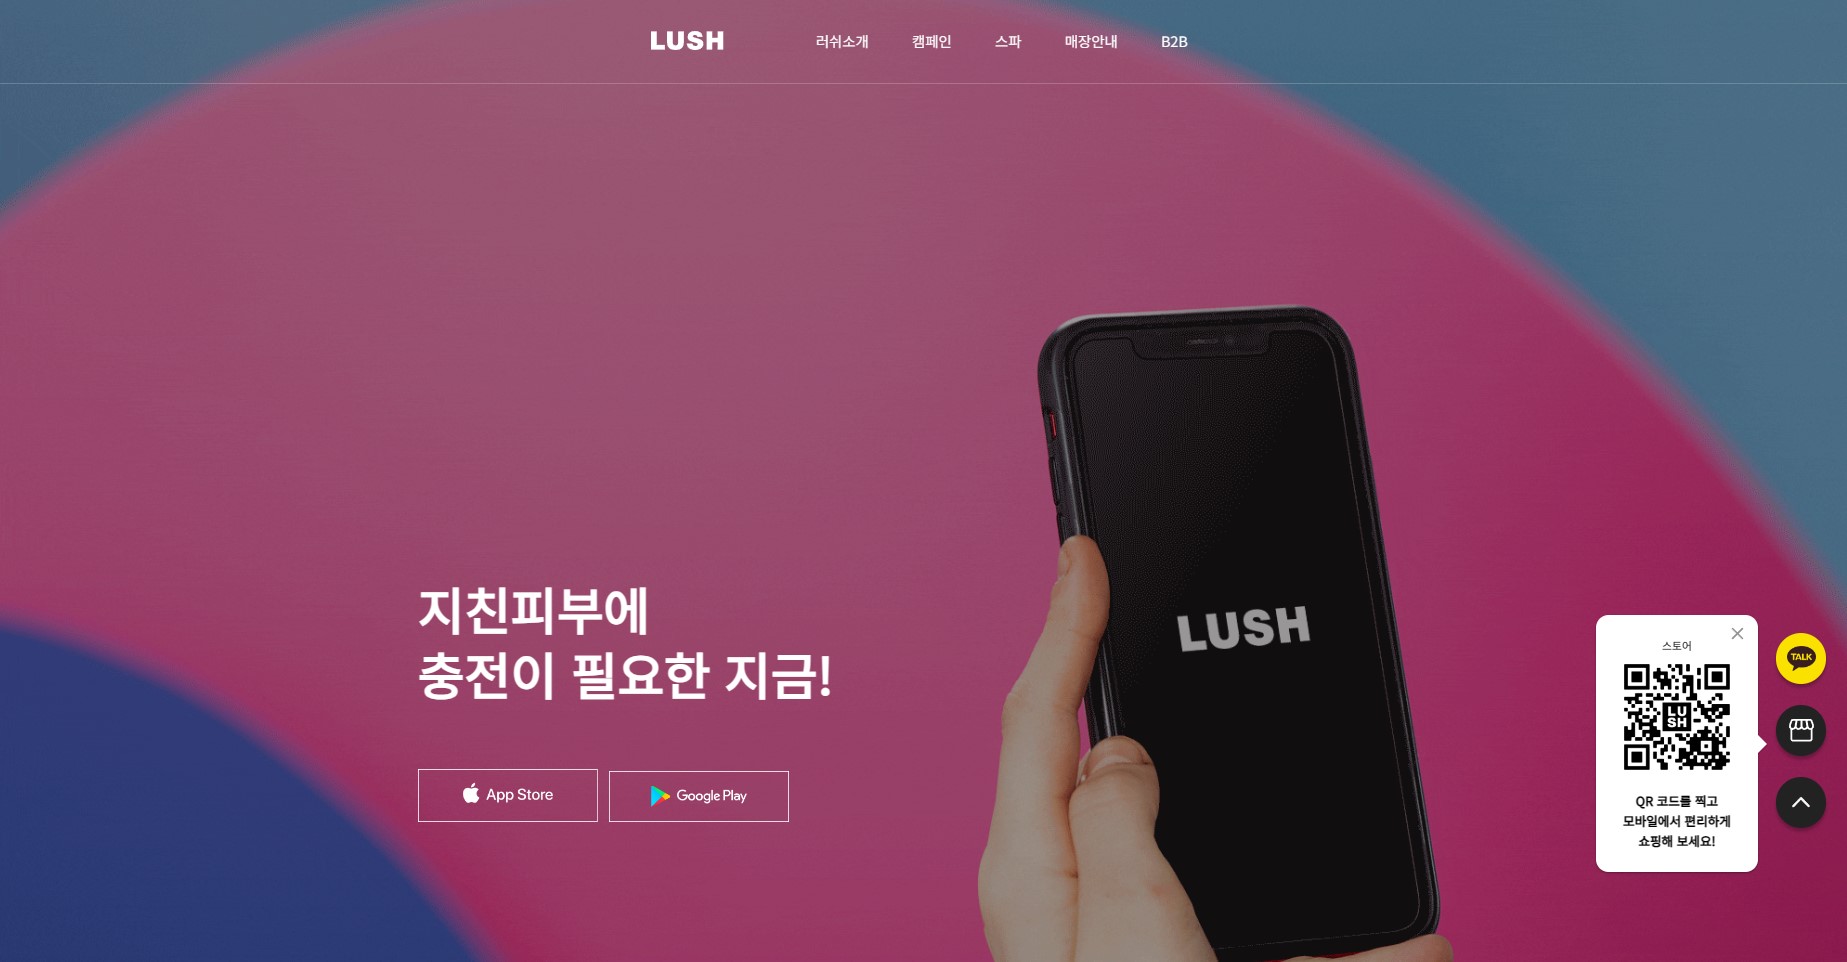 LUSH
러쉬소개
캠페인
스파
매장안내
B2B
지친피부에
충전이 필요한 지금!
App Store
Google Play
LUSH
스토어
LU
SH
QR 코드를 찍고
모바일에서 편리하게
쇼핑해 보세요!
TALK